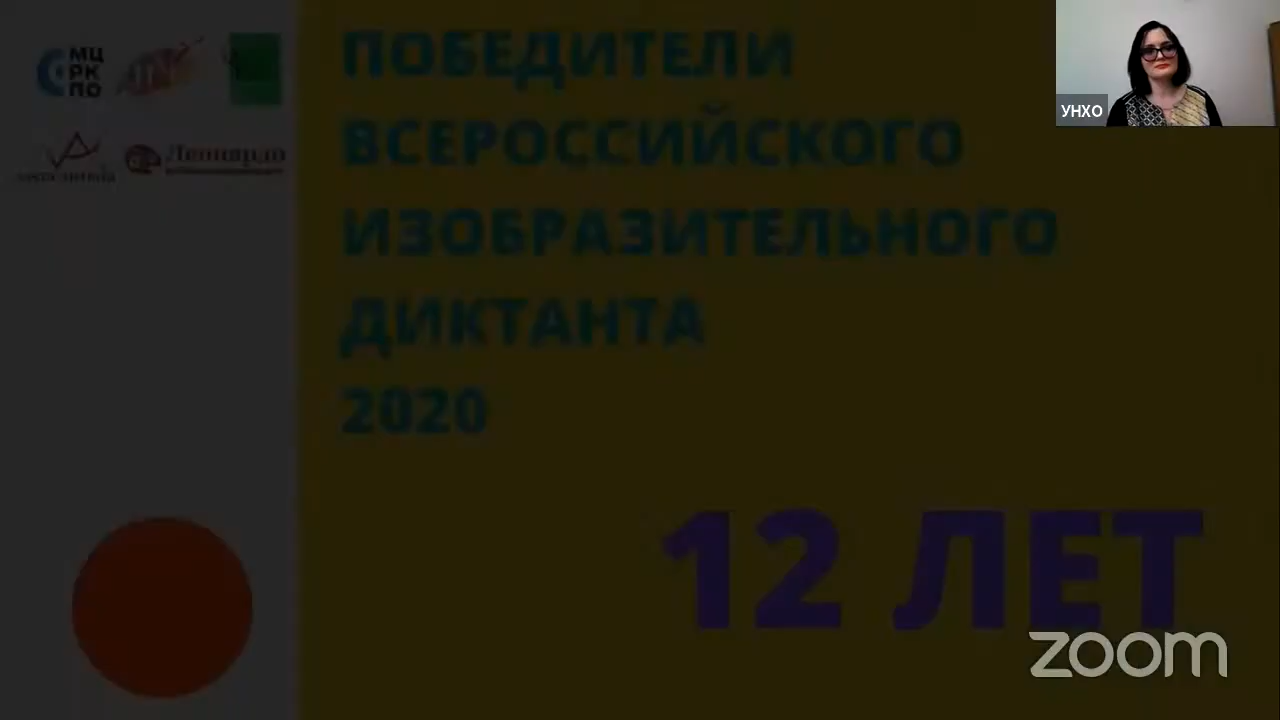 МЦ
РК
ПО
Леонардо
ПОБЕДИТЕЛИ
ВСЕРОССИЙСКОГО
ИЗОБРАЗИТЕЛЬНОГО
ДИКТАНТА
2020
12 ЛЕТ
УНХО
zoom